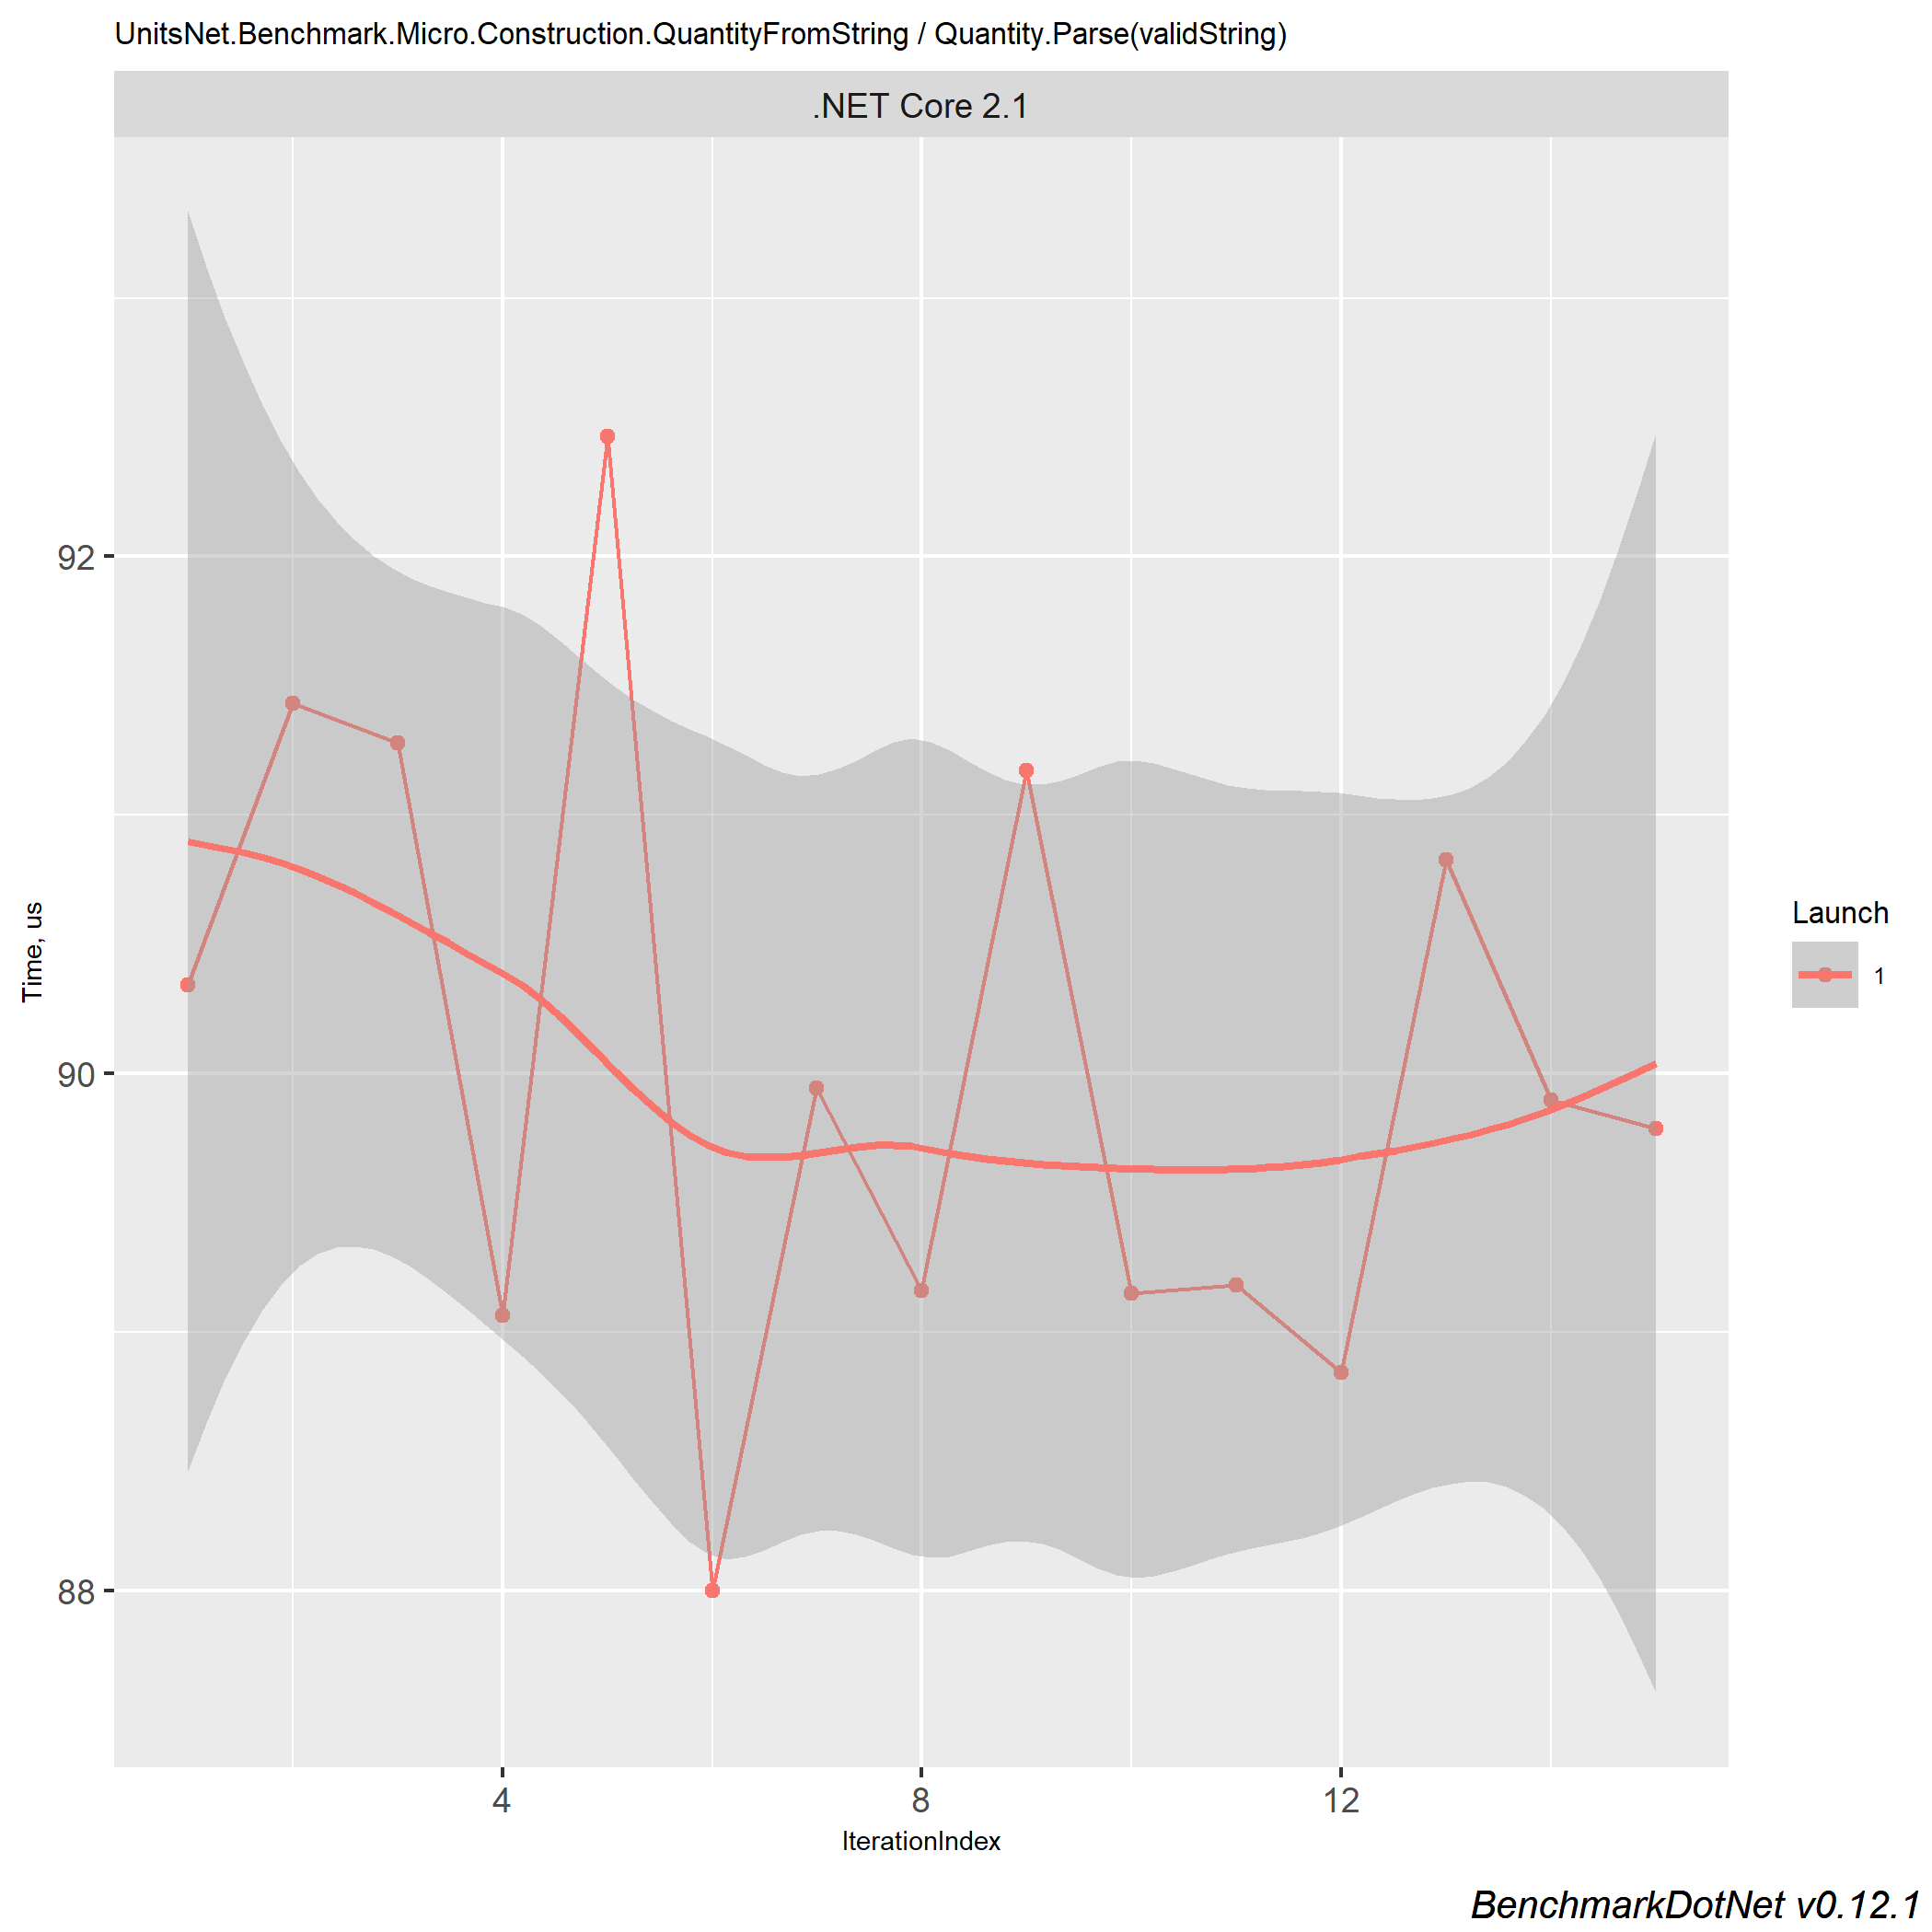 UnitsNet.Benchmark.Micro.Construction.QuantityFromString / Quantity.Parse(validString)
.NET Core 2.1
92
90
88
Time, us
4 8 12
IterationIndex
Launch
1
BenchmarkDotNet v0.12.1